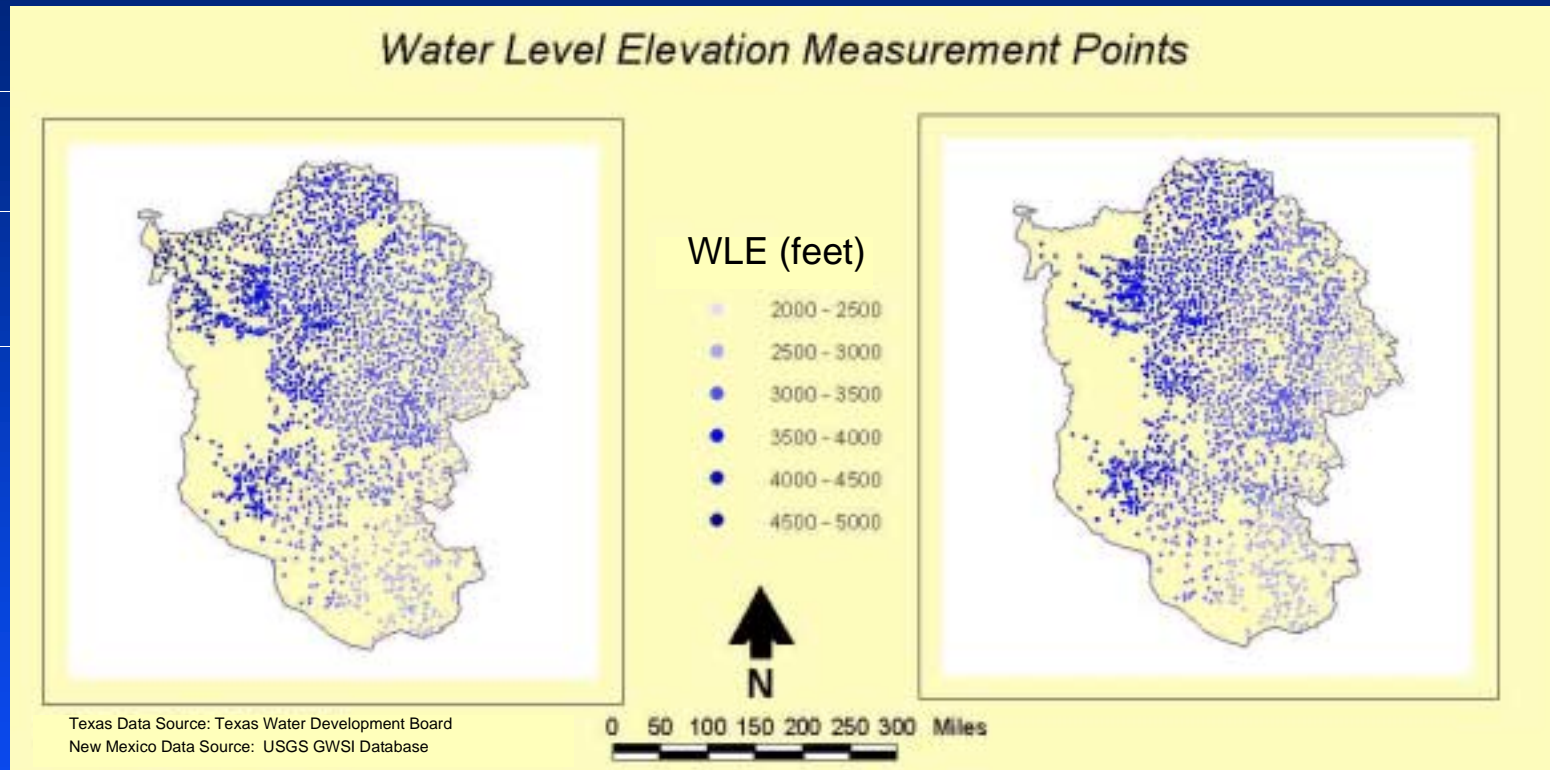 Water Level Elevation Measurement Points
WLE (feet)
2000 - 2500
2500 - 3000
3000 - 3500
3500 - 4000
4000 - 4500
4500 - 5000
N
Texas Data Source: Texas Water Development Board
New Mexico Data Source: USGS GWSI Database
0 50 100 150 200 250 300 Miles